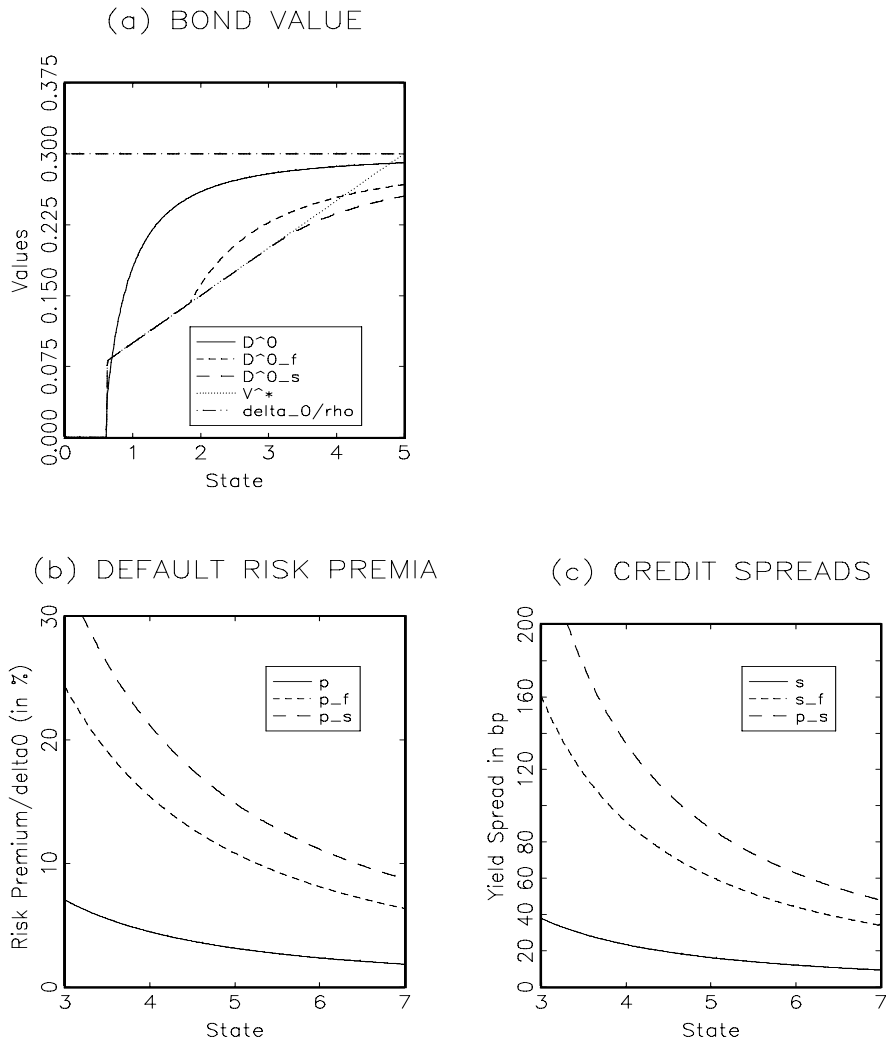 (a) BOND VALUE
Values
0.000 0.075 0.150 0.225 0.300 0.375
D^0
D^0_f
D^0_s
V^*
delta_0/rho
0 1 2 3 4 5
State
(b) DEFAULT RISK PREMIA
Risk Premium/delta0 (in %)
0 10 20 30
p
p_f
p_s
3 4 5 6 7
State
(c) CREDIT SPREADS
Yield Spread in bp
0 20 40 60 80 120 160 200
s
s_f
p_s
3 4 5 6 7
State